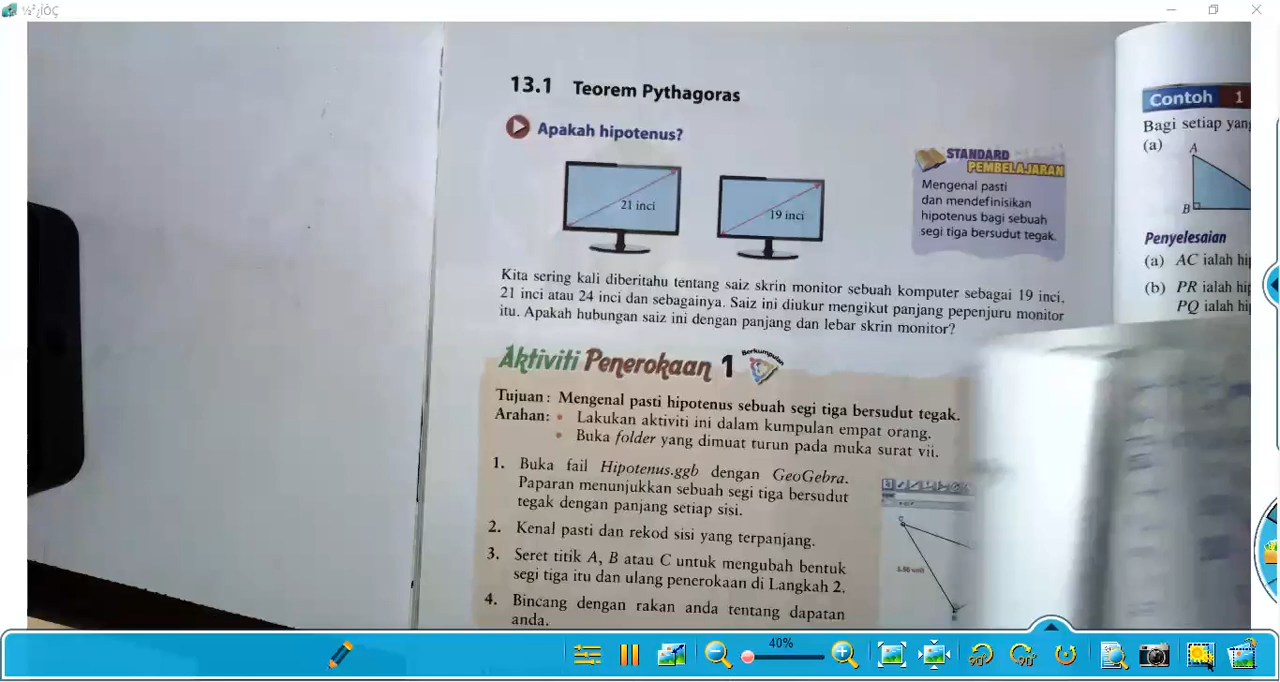 ½²¿ÌÒÇ
13.1 Teorem Pythagoras
Apakah hipotenus?
21 inci
19 inci
STANDARD
PEMBELAJARAN
Mengenal pasti
dan mendefinisikan
hipotenus bagi sebuah
segi tiga bersudut tegak.
Kita sering kali diberitahu tentang saiz skrin monitor sebuah komputer sebagai 19 inci,
21 inci atau 24 inci dan sebagainya. Saiz ini diukur mengikut panjang pepenjuru monitor
itu. Apakah hubungan saiz ini dengan panjang dan lebar skrin monitor?
Aktiviti Penerokaan 1
Berkumpulan
Tujuan : Mengenal pasti hipotenus sebuah segi tiga bersudut tegak.
Arahan: • Lakukan aktiviti ini dalam kumpulan empat orang.
• Buka folder yang dimuat turun pada muka surat vii.
1. Buka fail Hipotenus.ggb dengan GeoGebra.
Paparan menunjukkan sebuah segi tiga bersudut
tegak dengan panjang setiap sisi.
2. Kenal pasti dan rekod sisi yang terpanjang.
3. Seret titik A, B atau C untuk mengubah bentuk
segi tiga itu dan ulang penerokaan di Langkah 2.
4. Bincang dengan rakan anda tentang dapatan
anda.
Contoh 1
Bagi setiap yang
(a)
A
B
Penyelesaian
(a) AC ialah hi
(b) PR ialah hi
PQ ialah hi
40%
90°
90°